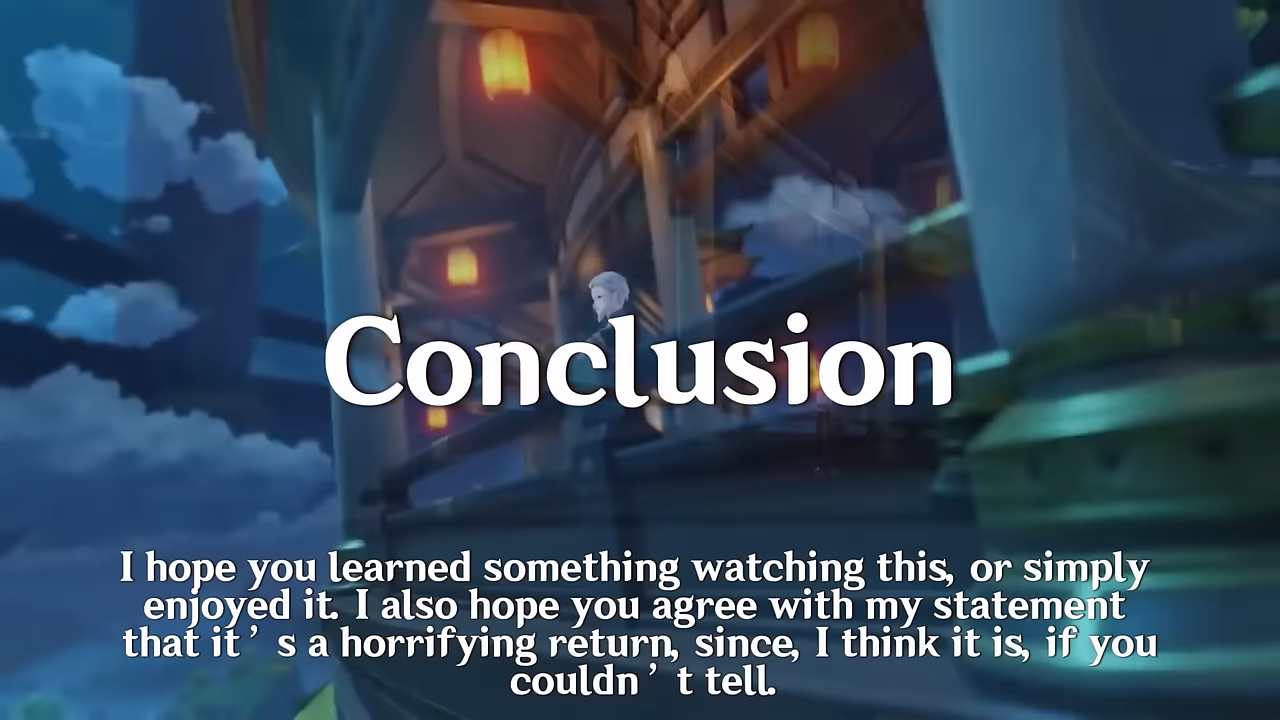 Conclusion
I hope you learned something watching this, or simply
enjoyed it. I also hope you agree with my statement
that it’s a horrifying return, since, I think it is, if you
couldn’t tell.